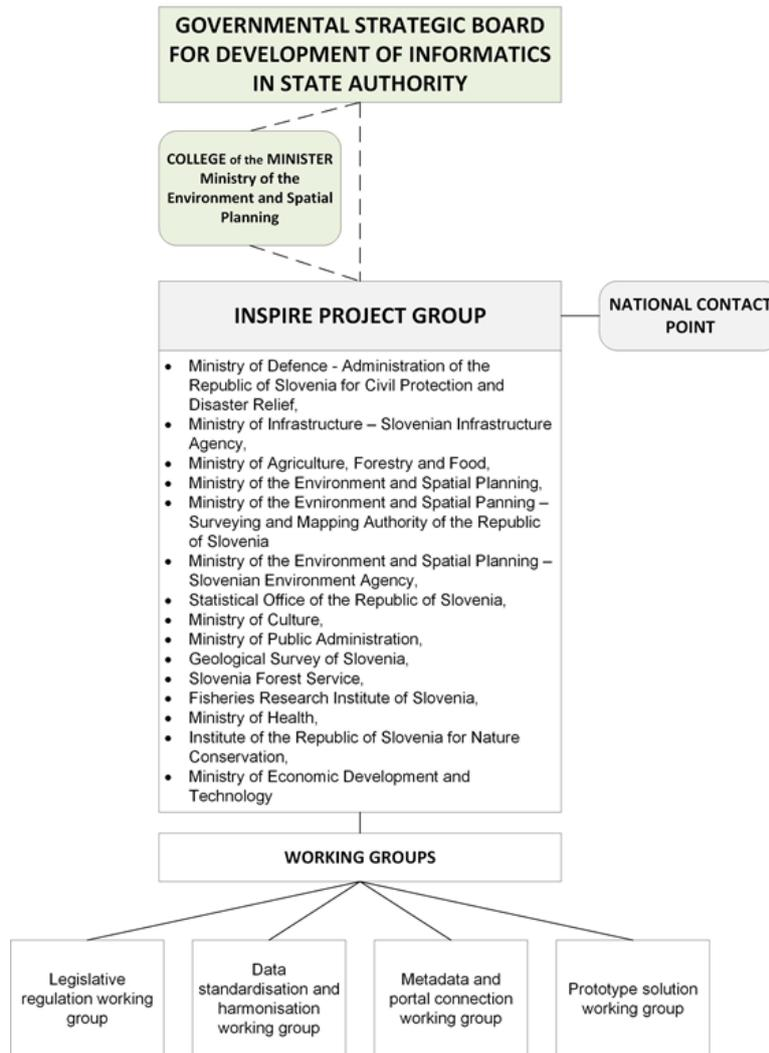 GOVERNMENTAL STRATEGIC BOARD
FOR DEVELOPMENT OF INFORMATICS
IN STATE AUTHORITY
COLLEGE of the MINISTER
Ministry of the
Environment and Spatial
Planning
INSPIRE PROJECT GROUP
NATIONAL CONTACT
POINT
• Ministry of Defence - Administration of the
Republic of Slovenia for Civil Protection and
Disaster Relief,
• Ministry of Infrastructure – Slovenian Infrastructure
Agency,
• Ministry of Agriculture, Forestry and Food,
• Ministry of the Environment and Spatial Planning,
• Ministry of the Evnironment and Spatial Panning –
Surveying and Mapping Authority of the Republic
of Slovenia
• Ministry of the Environment and Spatial Planning –
Slovenian Environment Agency,
• Statistical Office of the Republic of Slovenia,
• Ministry of Culture,
• Ministry of Public Administration,
• Geological Survey of Slovenia,
• Slovenia Forest Service,
• Fisheries Research Institute of Slovenia,
• Ministry of Health,
• Institute of the Republic of Slovenia for Nature
Conservation,
• Ministry of Economic Development and
Technology
WORKING GROUPS
Legislative
regulation working
group
Data
standardisation and
harmonisation
working group
Metadata and
portal connection
working group
Prototype solution
working group